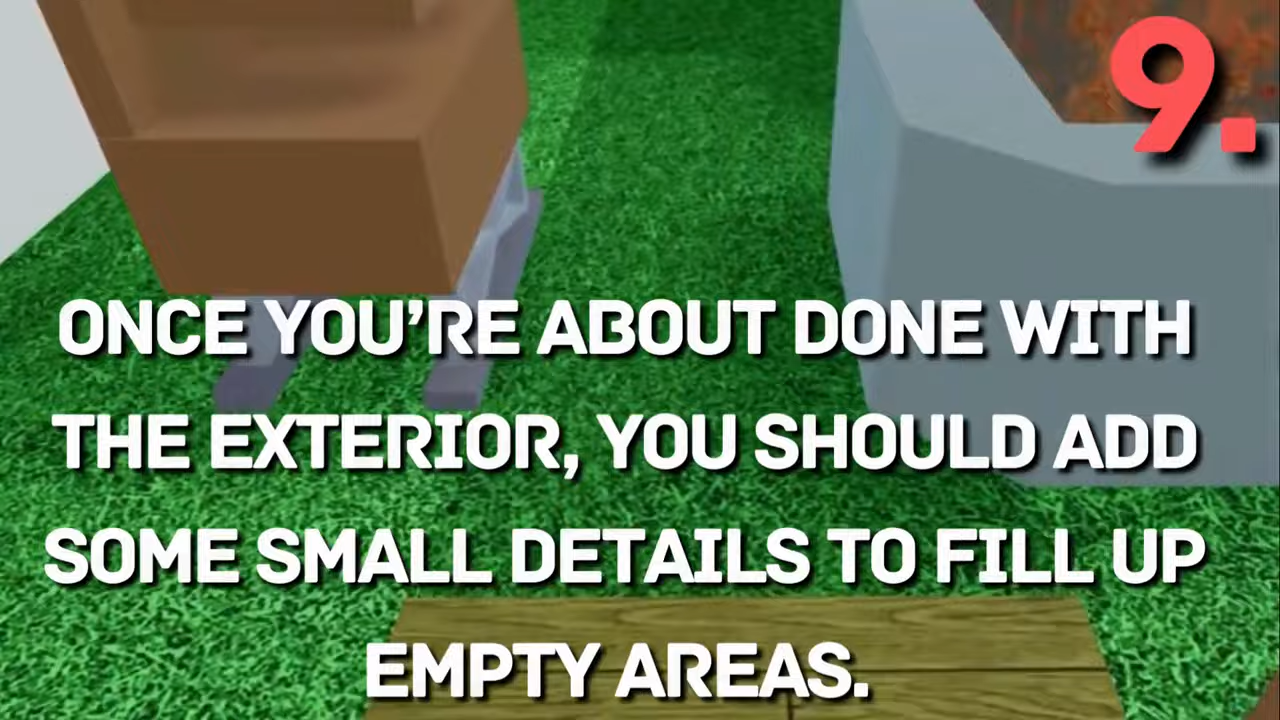 9.
ONCE YOU’RE ABOUT DONE WITH
THE EXTERIOR, YOU SHOULD ADD
SOME SMALL DETAILS TO FILL UP
EMPTY AREAS.